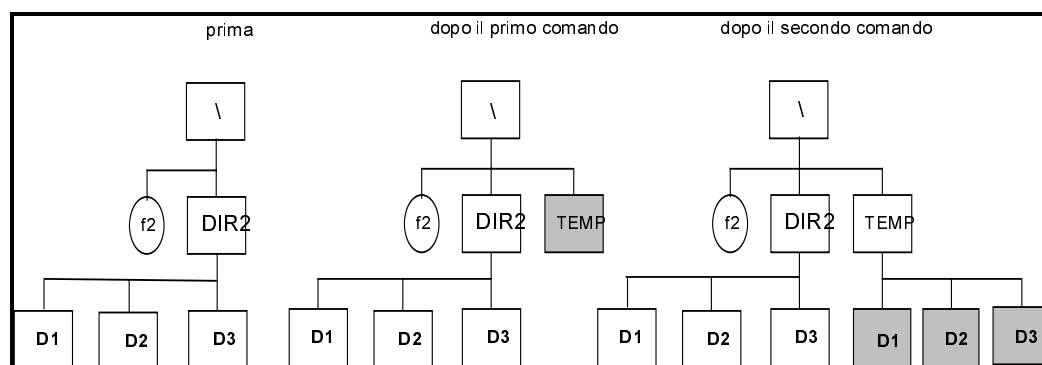 prima dopo il primo comando dopo il secondo comando
\ \ \
f2 DIR2 f2 DIR2 TEMP f2 DIR2 TEMP
D1 D2 D3 D1 D2 D3 D1 D2 D3 D1 D2 D3